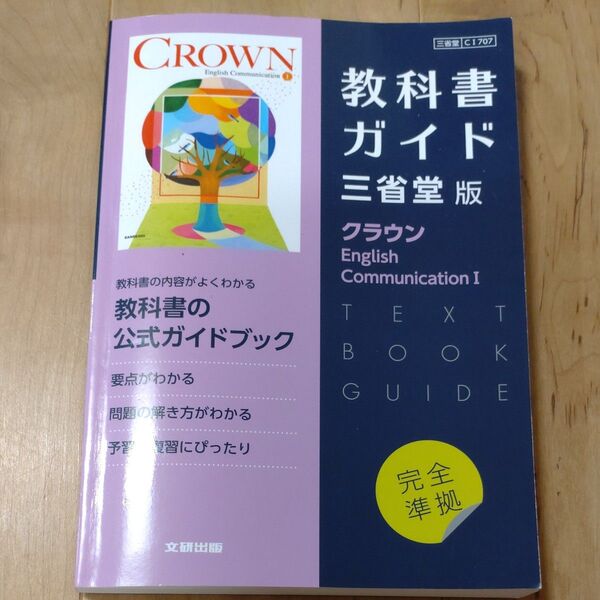 CROWN
English Communication I
教科書の内容がよくわかる
教科書の
公式ガイドブック
要点がわかる
問題の解き方がわかる
予習 復習にぴったり
文研出版
三省堂 CI707
教科書
ガイド
三省堂 版
クラウン
English
Communication I
TEXT
BOOK
GUIDE
完全
準拠